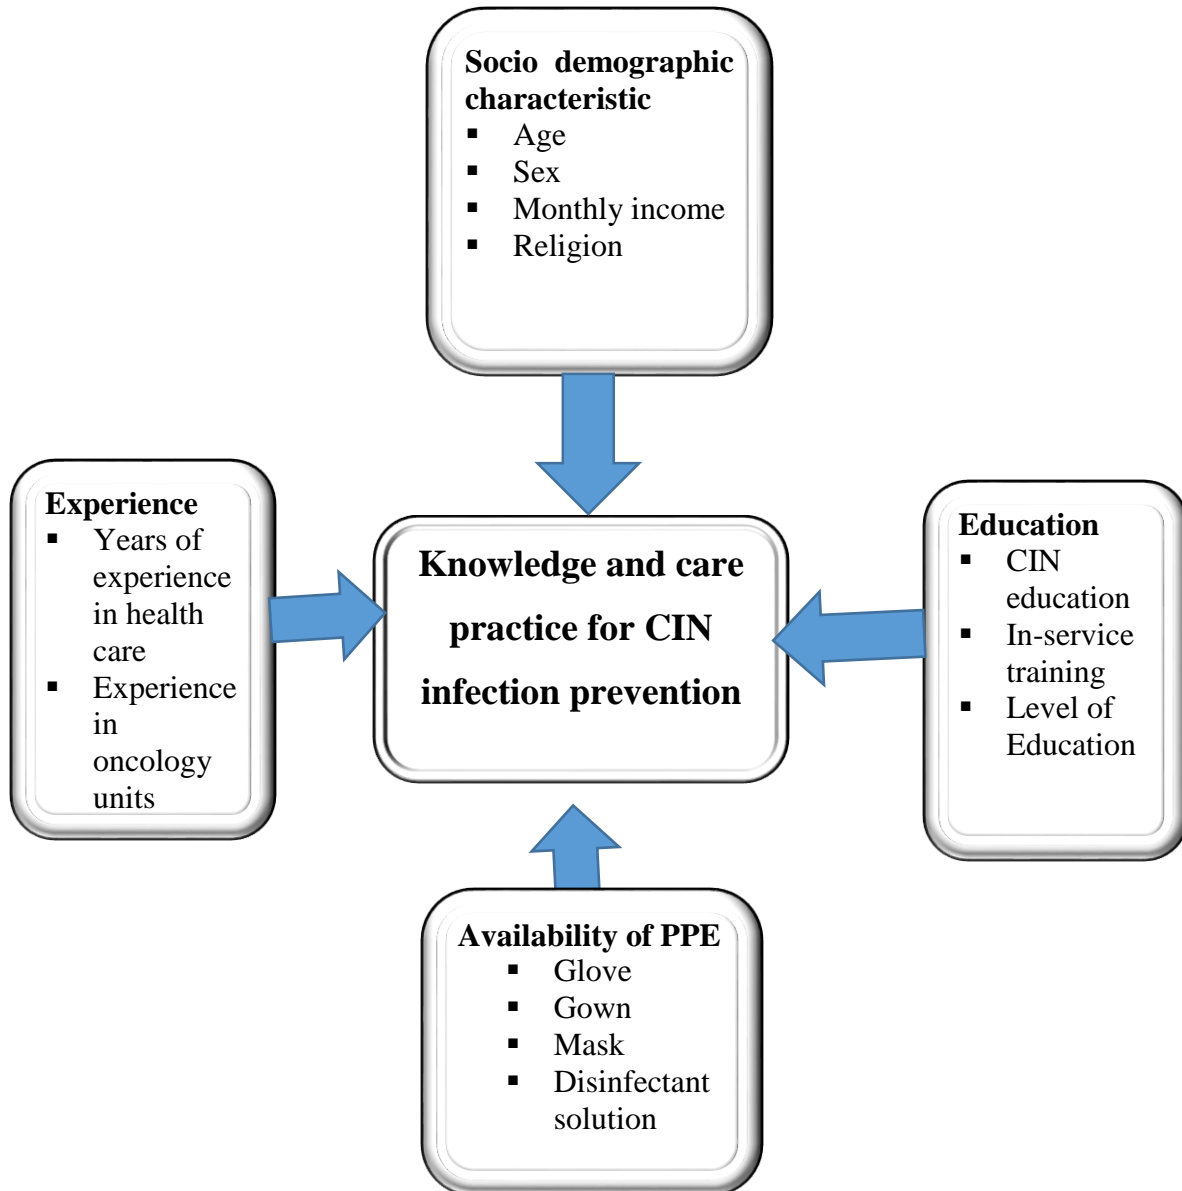 Socio demographic
characteristic
▪ Age
▪ Sex
▪ Monthly income
▪ Religion
Experience
▪ Years of
experience
in health
care
▪ Experience
in
oncology
units
Knowledge and care
practice for CIN
infection prevention
Education
▪ CIN
education
▪ In-service
training
▪ Level of
Education
Availability of PPE
▪ Glove
▪ Gown
▪ Mask
▪ Disinfectant
solution